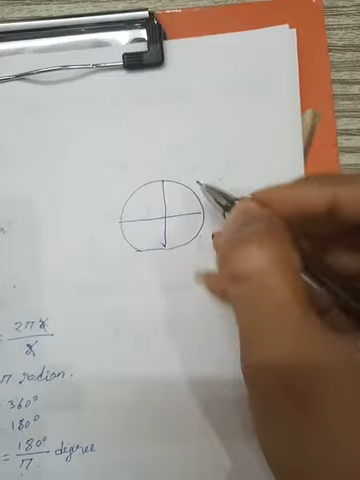 = 2πr/r
π radian.
360°
180°
= 180°/π degree